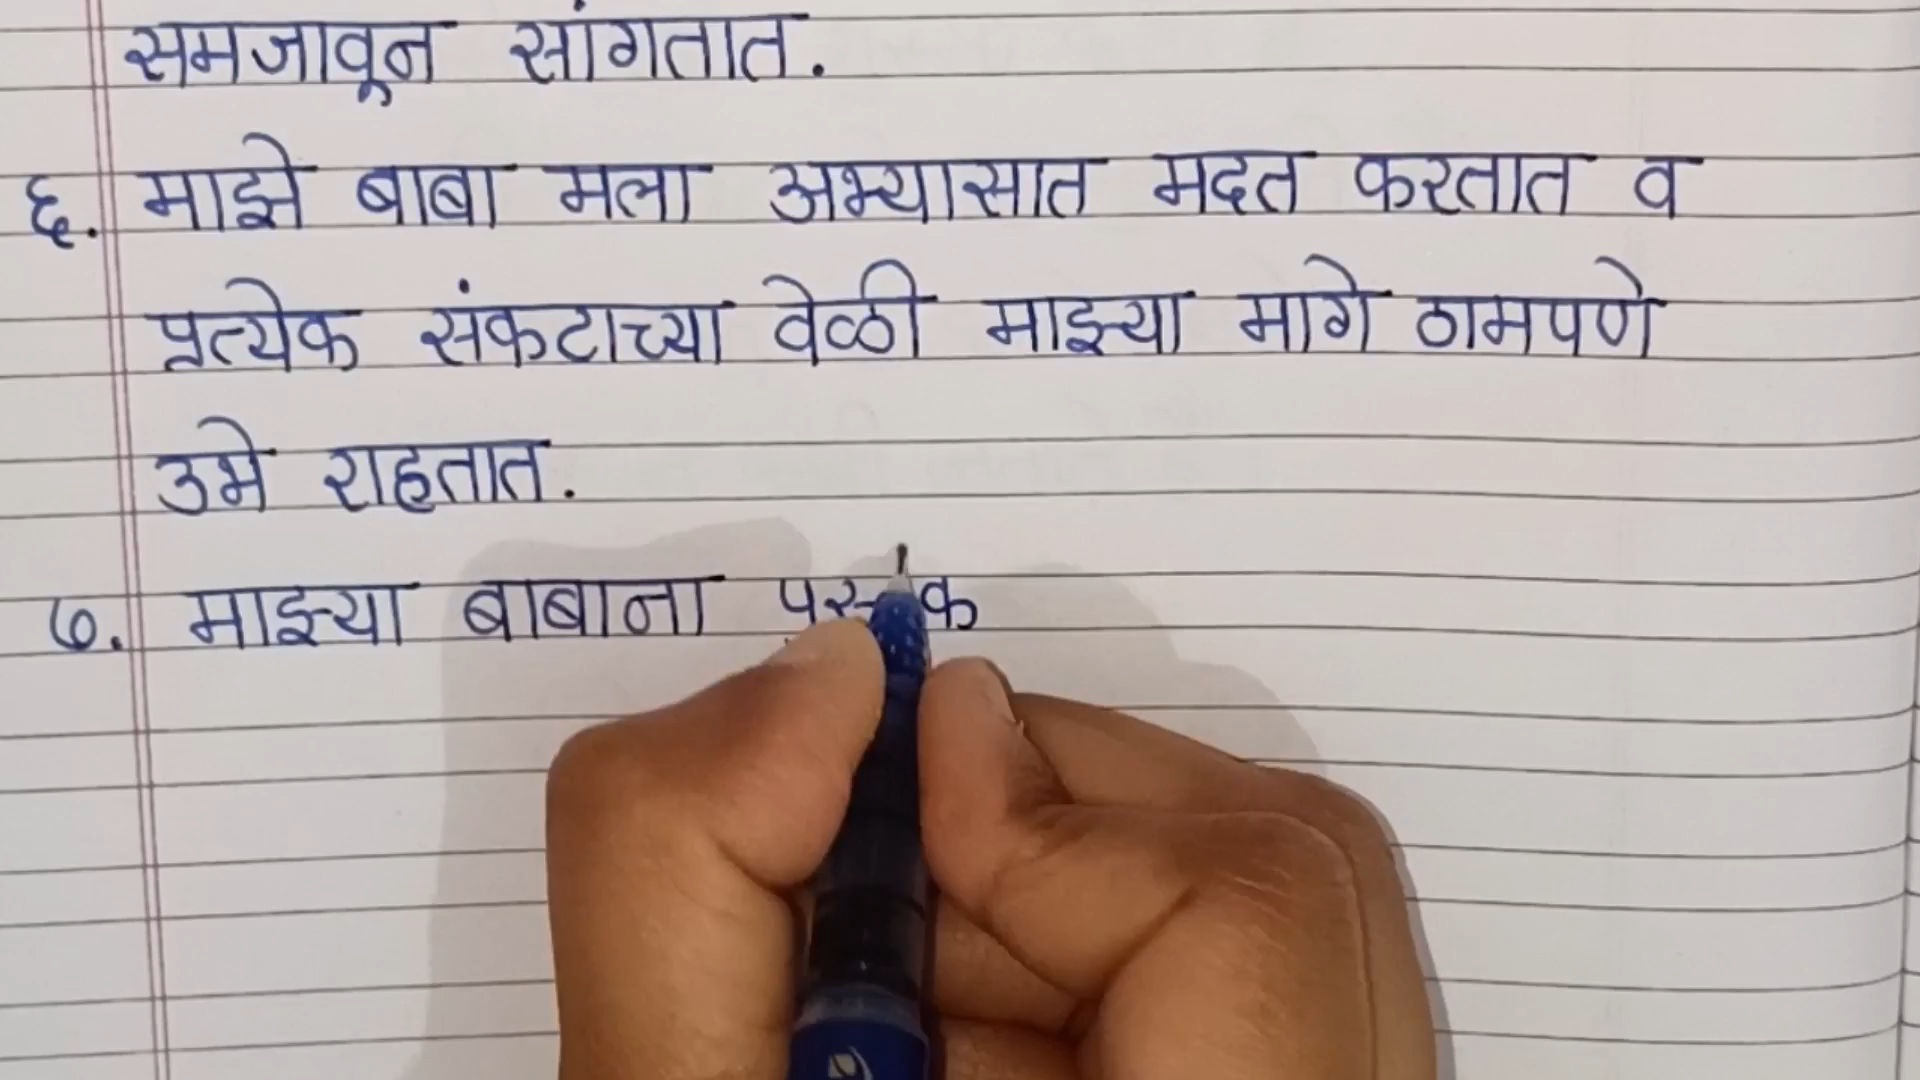 समजावून सांगतात.
६. माझे बाबा मला अभ्यासात मदत करतात व
प्रत्येक संकटाच्या वेळी माझ्या मागे ठामपणे
उभे राहतात.
७. माझ्या बाबाना